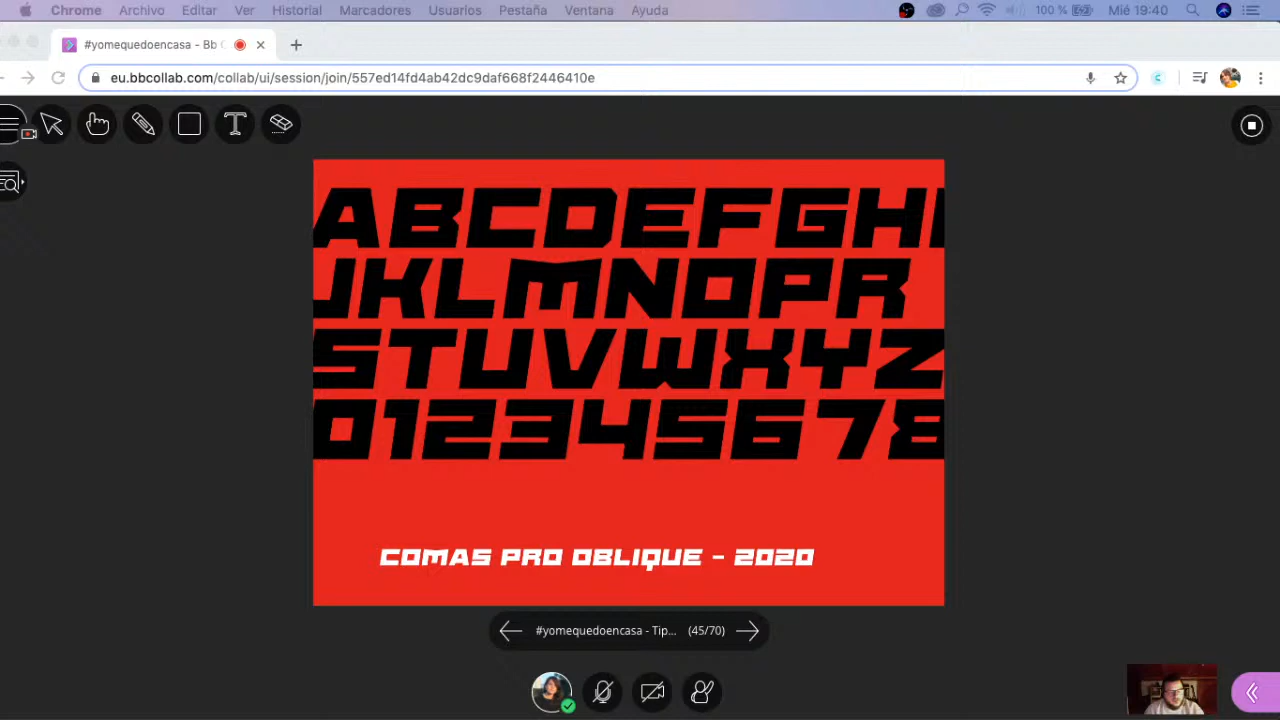 Chrome Archivo Editar Ver Historial Marcadores Usuarios Pestaña Ventana Ayuda 100 % Mié 19:40
#yomequedoencasa - Bb C
eu.bbcollab.com/collab/ui/session/join/557ed14fd4ab42dc9daf668f2446410e
T
ABCDEFGHI
JKLMNOPR
STUVWXYZ
012345678
COMAS PRO OBLIQUE - 2020
#yomequedoencasa - Tip... (45/70)